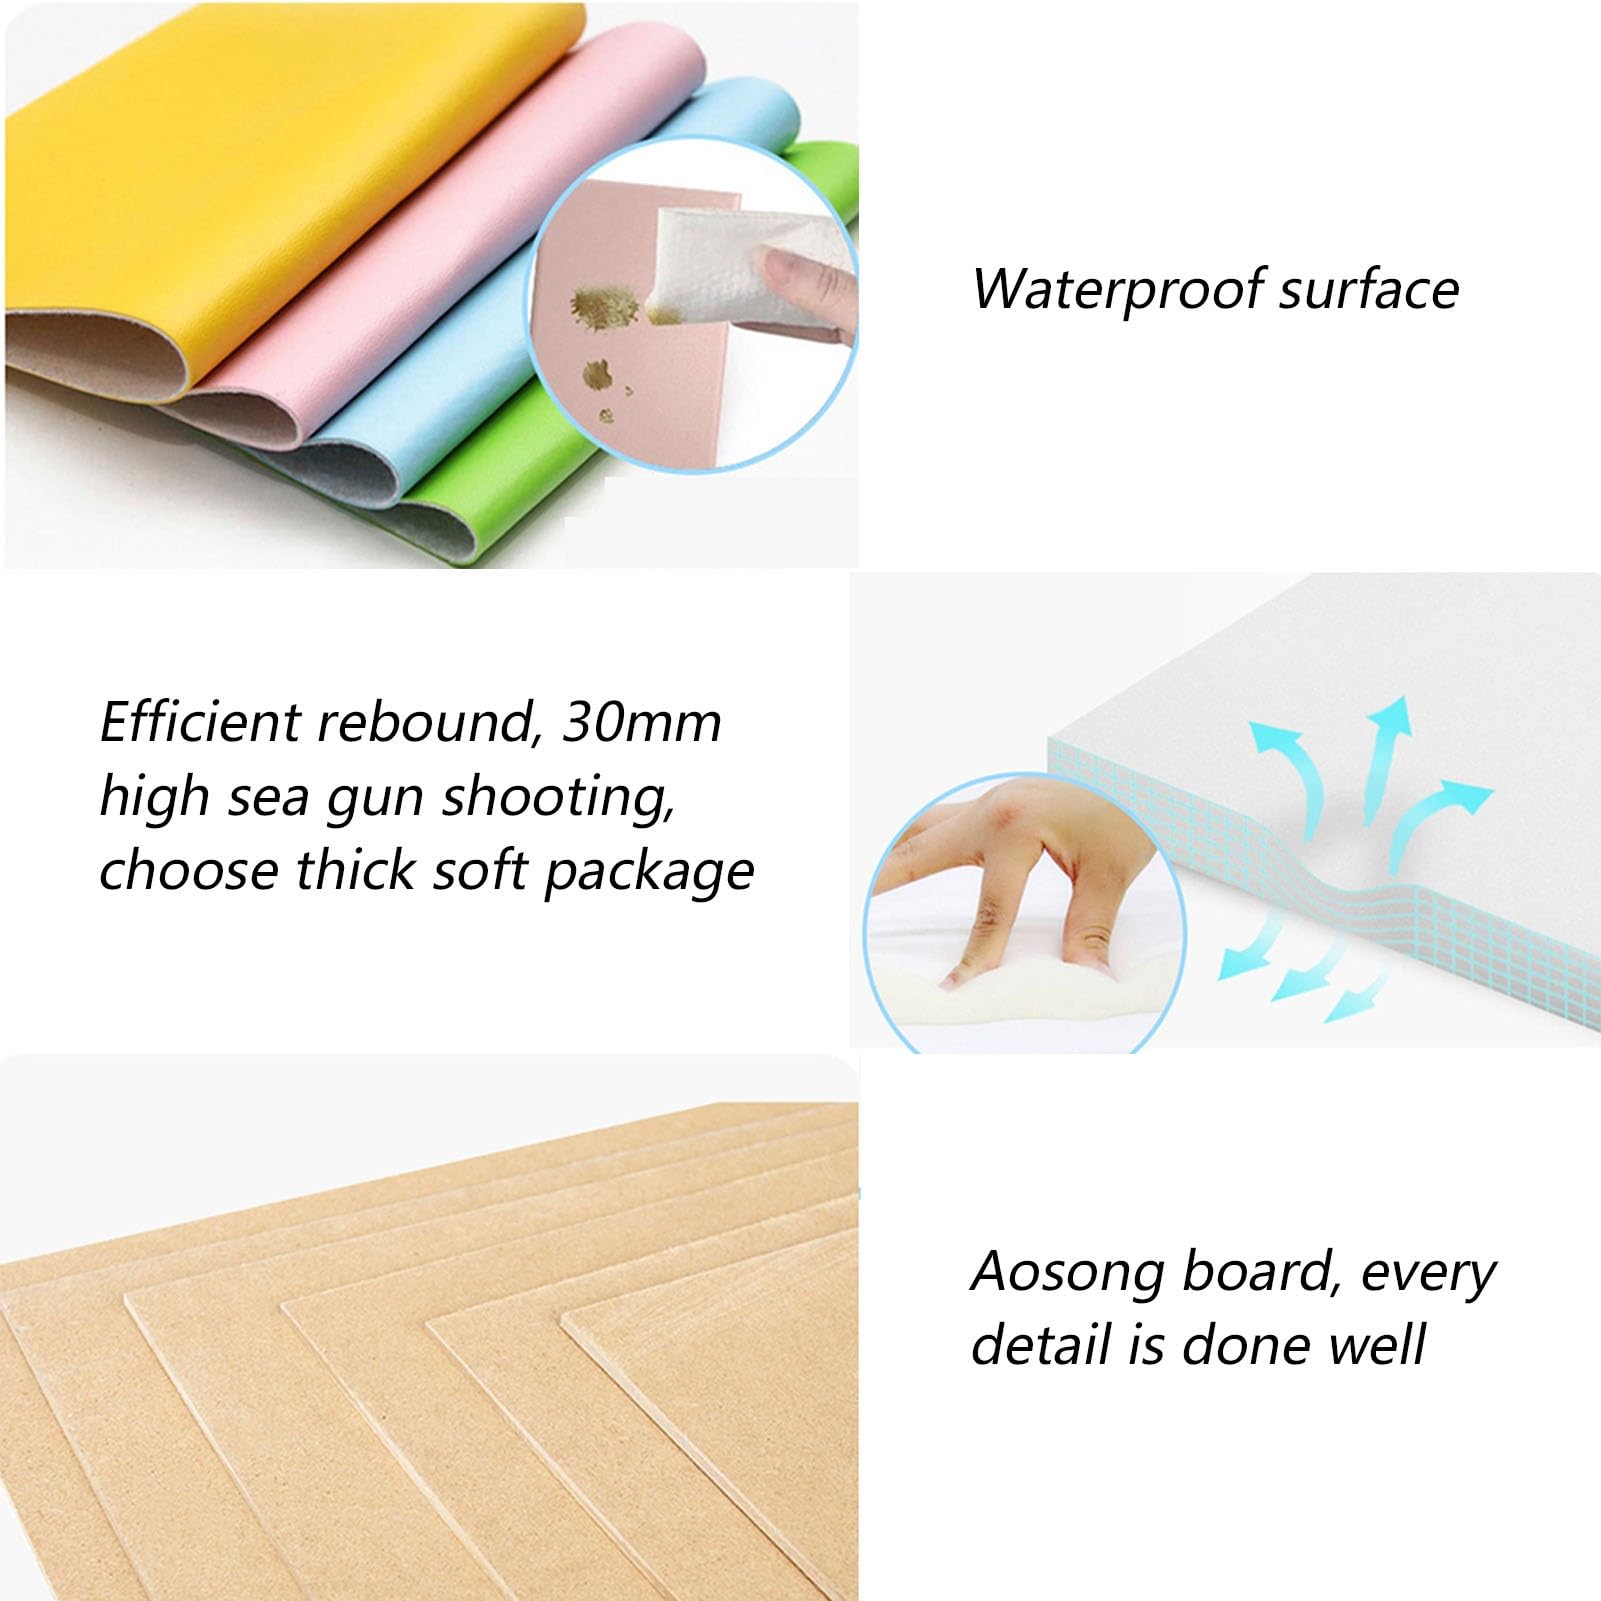 Waterproof surface
Efficient rebound, 30mm
high sea gun shooting,
choose thick soft package
Aosong board, every
detail is done well